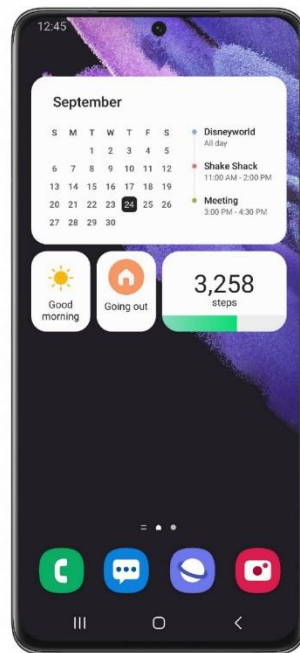 12:45
September
S M T W T F S
1 2 3 4 5
6 7 8 9 10 11 12
13 14 15 16 17 18 19
20 21 22 23 24 25 26
27 28 29 30
Disneyworld
All day
Shake Shack
11:00 AM - 2:00 PM
Meeting
3:00 PM - 4:30 PM
Good
morning
Going out
3,258
steps